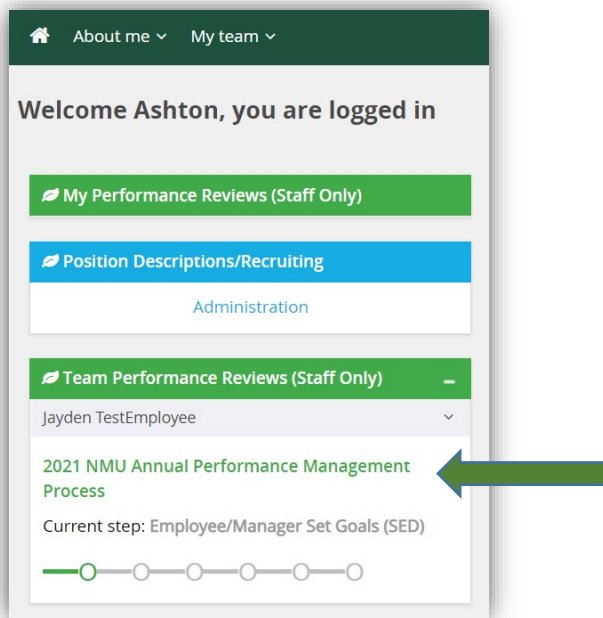 About me My team
Welcome Ashton, you are logged in
My Performance Reviews (Staff Only)
Position Descriptions/Recruiting
Administration
Team Performance Reviews (Staff Only)
Jayden TestEmployee
2021 NMU Annual Performance Management
Process
Current step: Employee/Manager Set Goals (SED)